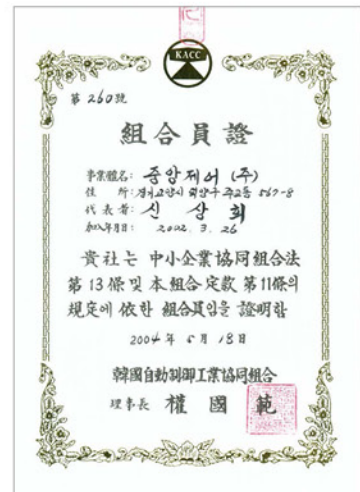 KACC
第 260 號
組合員證
事業體名: 중앙제어 (주)
住 所: 경기 고양시 덕양구 주교동 567-8
代表者: 신 상 희
加入年月日: 2002. 3. 26
貴社는 中小企業協同組合法
第13條 및 本組合 定款 第11條의
規定에 依한 組合員임을 證明함
2004年 5月 18日
韓國自動制御工業協同組合
理事長 權 國 範